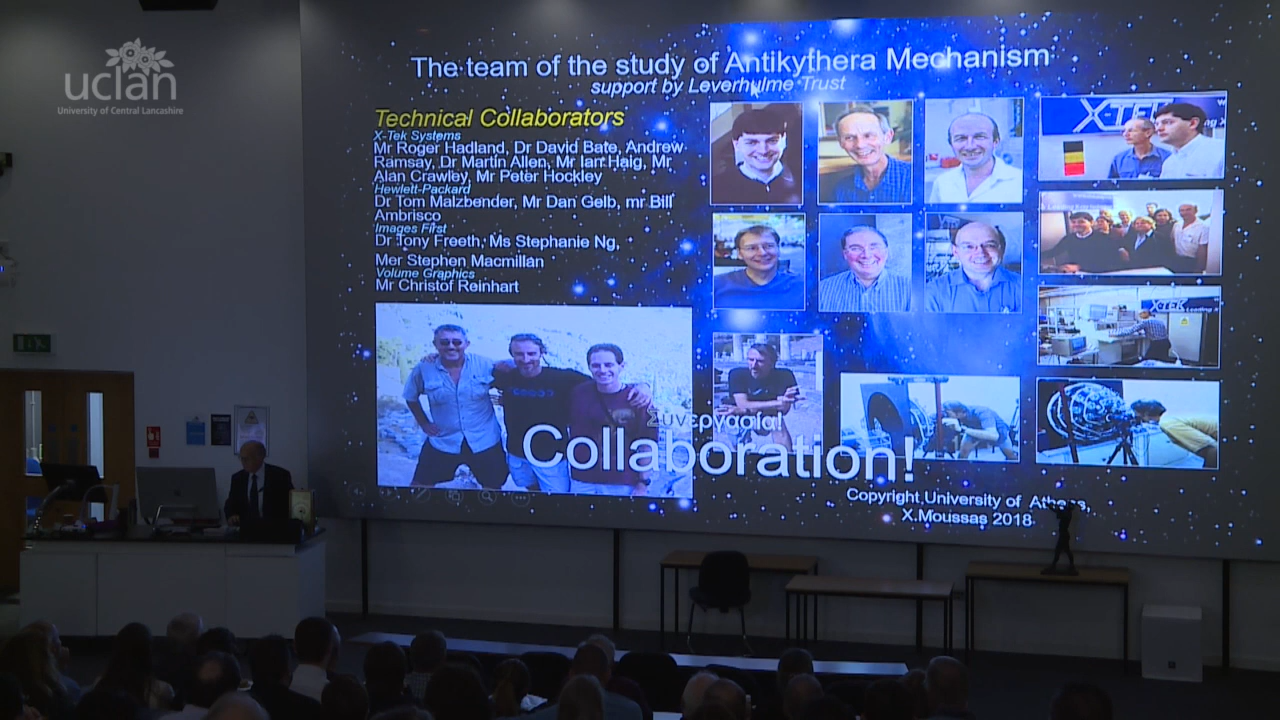 uclan
University of Central Lancashire
The team of the study of Antikythera Mechanism
support by Leverhulme Trust
Technical Collaborators
X-Tek Systems
Mr Roger Hadland, Dr David Bate, Andrew
Ramsay, Dr Martin Allen, Mr Ian Haig, Mr
Alan Crawley, Mr Peter Hockley
Hewlett-Packard
Dr Tom Malzbender, Mr Dan Gelb, mr Bill
Ambrisco
Images First
Dr Tony Freeth, Ms Stephanie Ng,
Mer Stephen Macmillan
Volume Graphics
Mr Christof Reinhart
X-TEK
X-TEK
Συνεργασία!
Collaboration!
Copyright University of Athens,
X.Moussas 2018